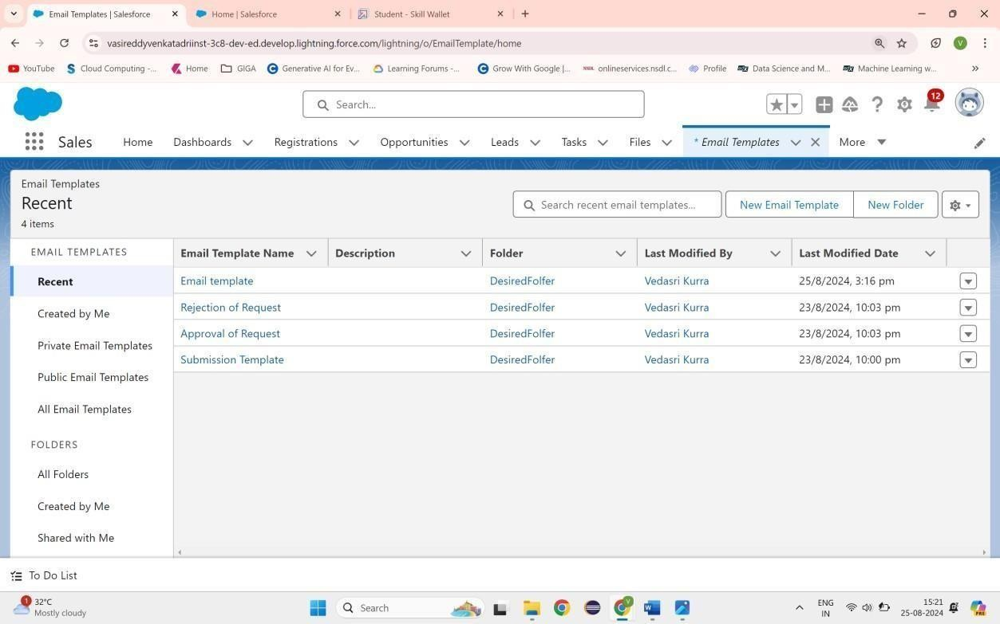 Email Templates | Salesforce
Home | Salesforce
Student - Skill Wallet
vasireddyvenkatadriinst-3c8-dev-ed.develop.lightning.force.com/lightning/o/EmailTemplate/home
V
YouTube
Cloud Computing -...
Home
GIGA
Generative AI for Ev...
Learning Forums -...
Grow With Google |...
onlineservices.nsdl.c...
Profile
Data Science and M...
Machine Learning w...
Search...
12
Sales
Home
Dashboards
Registrations
Opportunities
Leads
Tasks
Files
* Email Templates
More
Email Templates
Recent
4 items
Search recent email templates...
New Email Template
New Folder
EMAIL TEMPLATES
Recent
Created by Me
Private Email Templates
Public Email Templates
All Email Templates
FOLDERS
All Folders
Created by Me
Shared with Me
Email Template Name Description Folder Last Modified By Last Modified Date
Email template DesiredFolfer Vedasri Kurra 25/8/2024, 3:16 pm
Rejection of Request DesiredFolfer Vedasri Kurra 23/8/2024, 10:03 pm
Approval of Request DesiredFolfer Vedasri Kurra 23/8/2024, 10:03 pm
Submission Template DesiredFolfer Vedasri Kurra 23/8/2024, 10:00 pm
To Do List
1
32°C
Mostly cloudy
Search
V
W
ENG
IN
15:21
25-08-2024
PRE